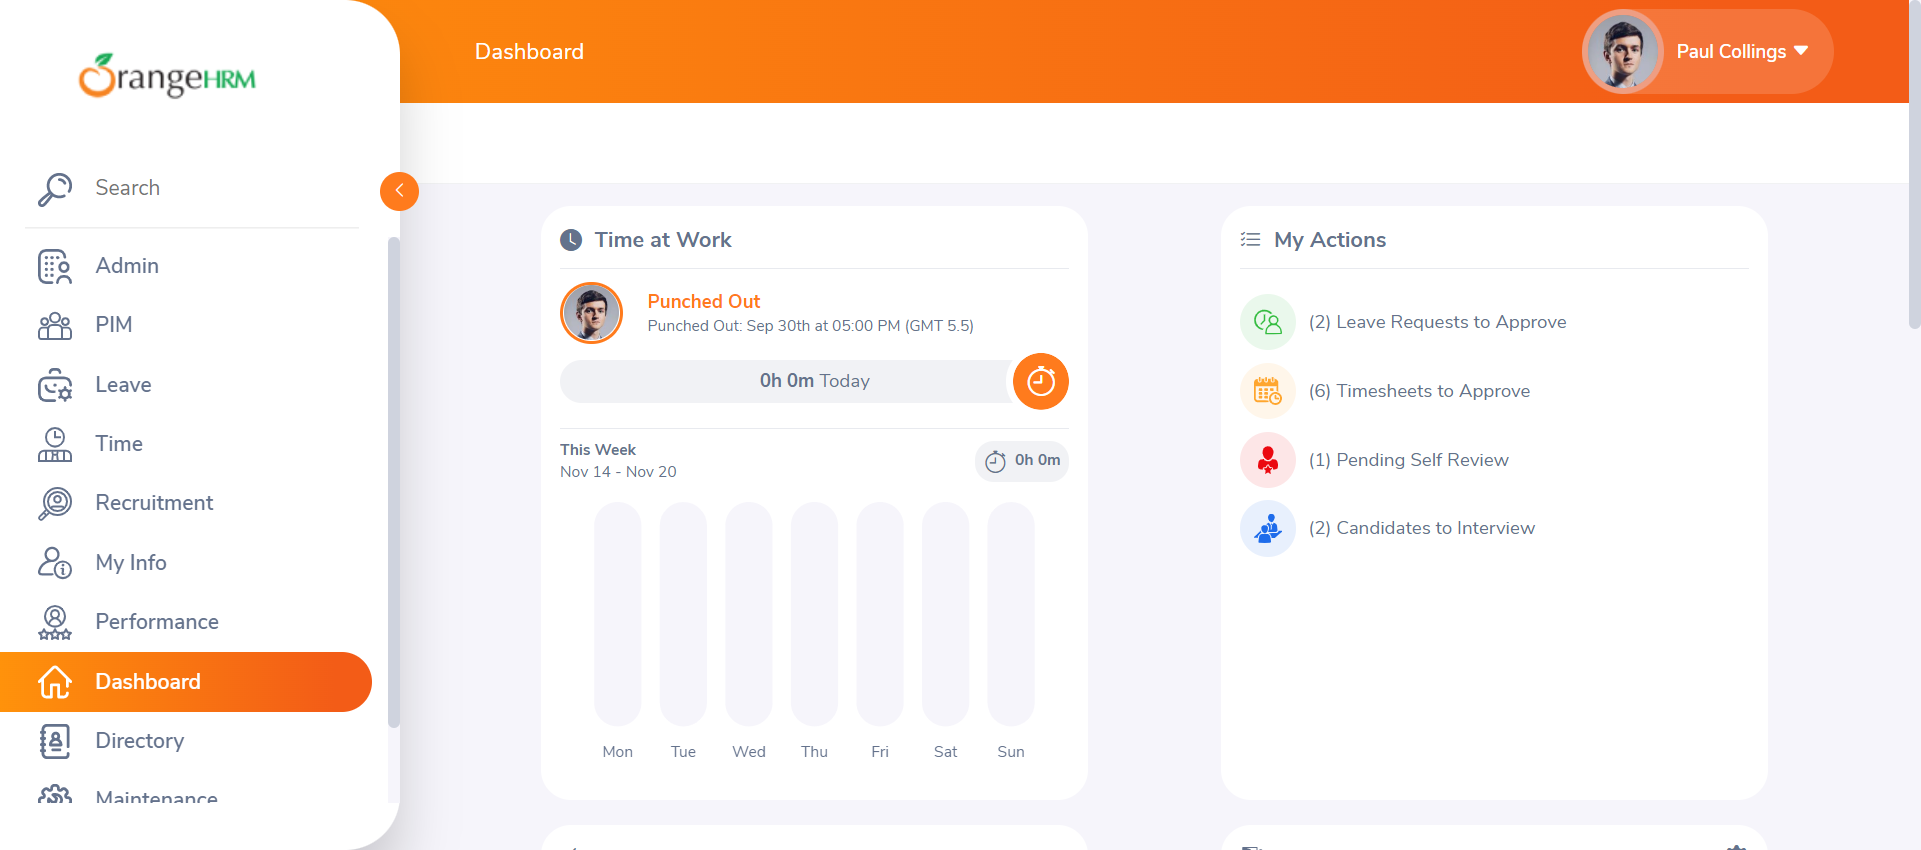 OrangeHRM
Dashboard
Paul Collings
Search
Admin
PIM
Leave
Time
Recruitment
My Info
Performance
Dashboard
Directory
Maintenance
Time at Work
Punched Out
Punched Out: Sep 30th at 05:00 PM (GMT 5.5)
0h 0m Today
This Week
Nov 14 - Nov 20
0h 0m
Mon Tue Wed Thu Fri Sat Sun
My Actions
(2) Leave Requests to Approve
(6) Timesheets to Approve
(1) Pending Self Review
(2) Candidates to Interview